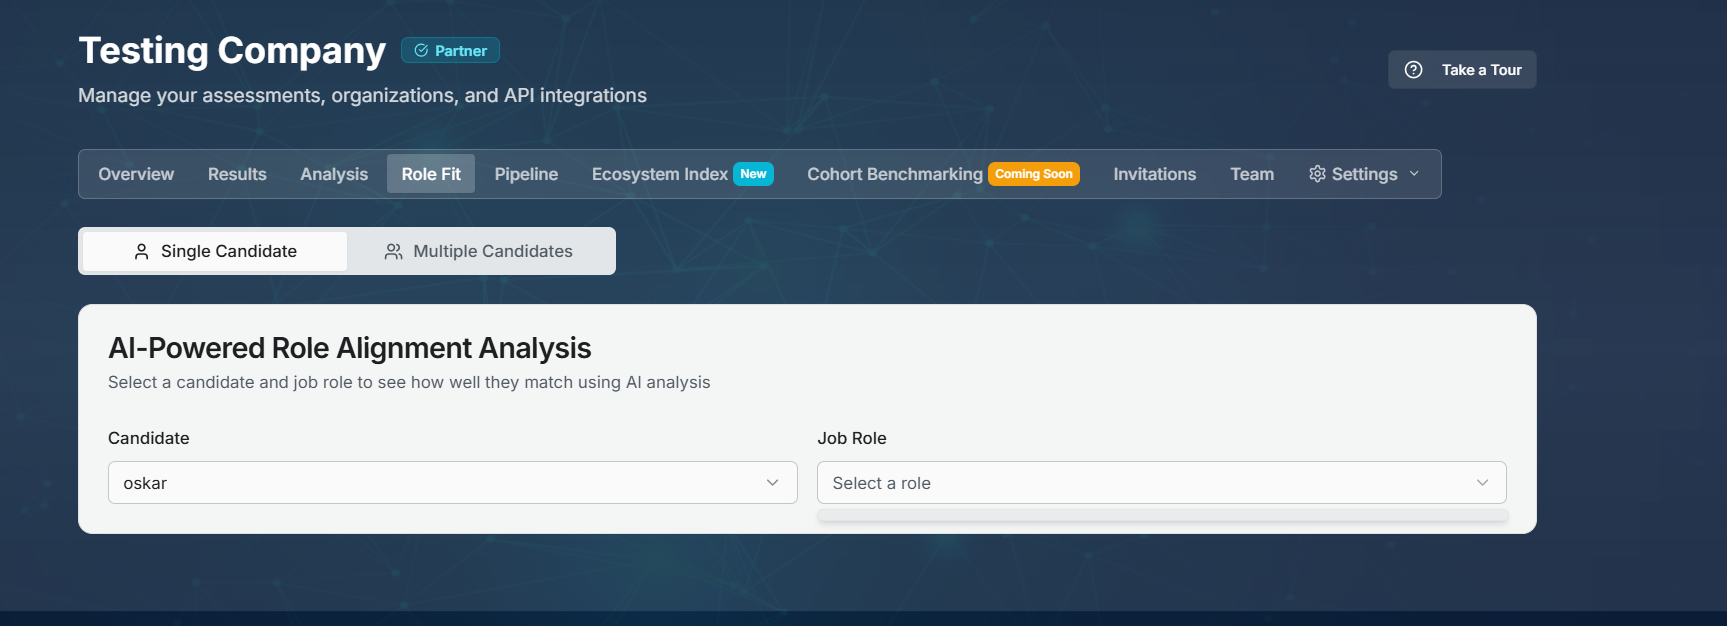 Testing Company
Partner
Manage your assessments, organizations, and API integrations
Take a Tour
Overview Results Analysis Role Fit Pipeline Ecosystem Index New Cohort Benchmarking Coming Soon Invitations Team Settings
Single Candidate Multiple Candidates
AI-Powered Role Alignment Analysis
Select a candidate and job role to see how well they match using AI analysis
Candidate
oskar
Job Role
Select a role